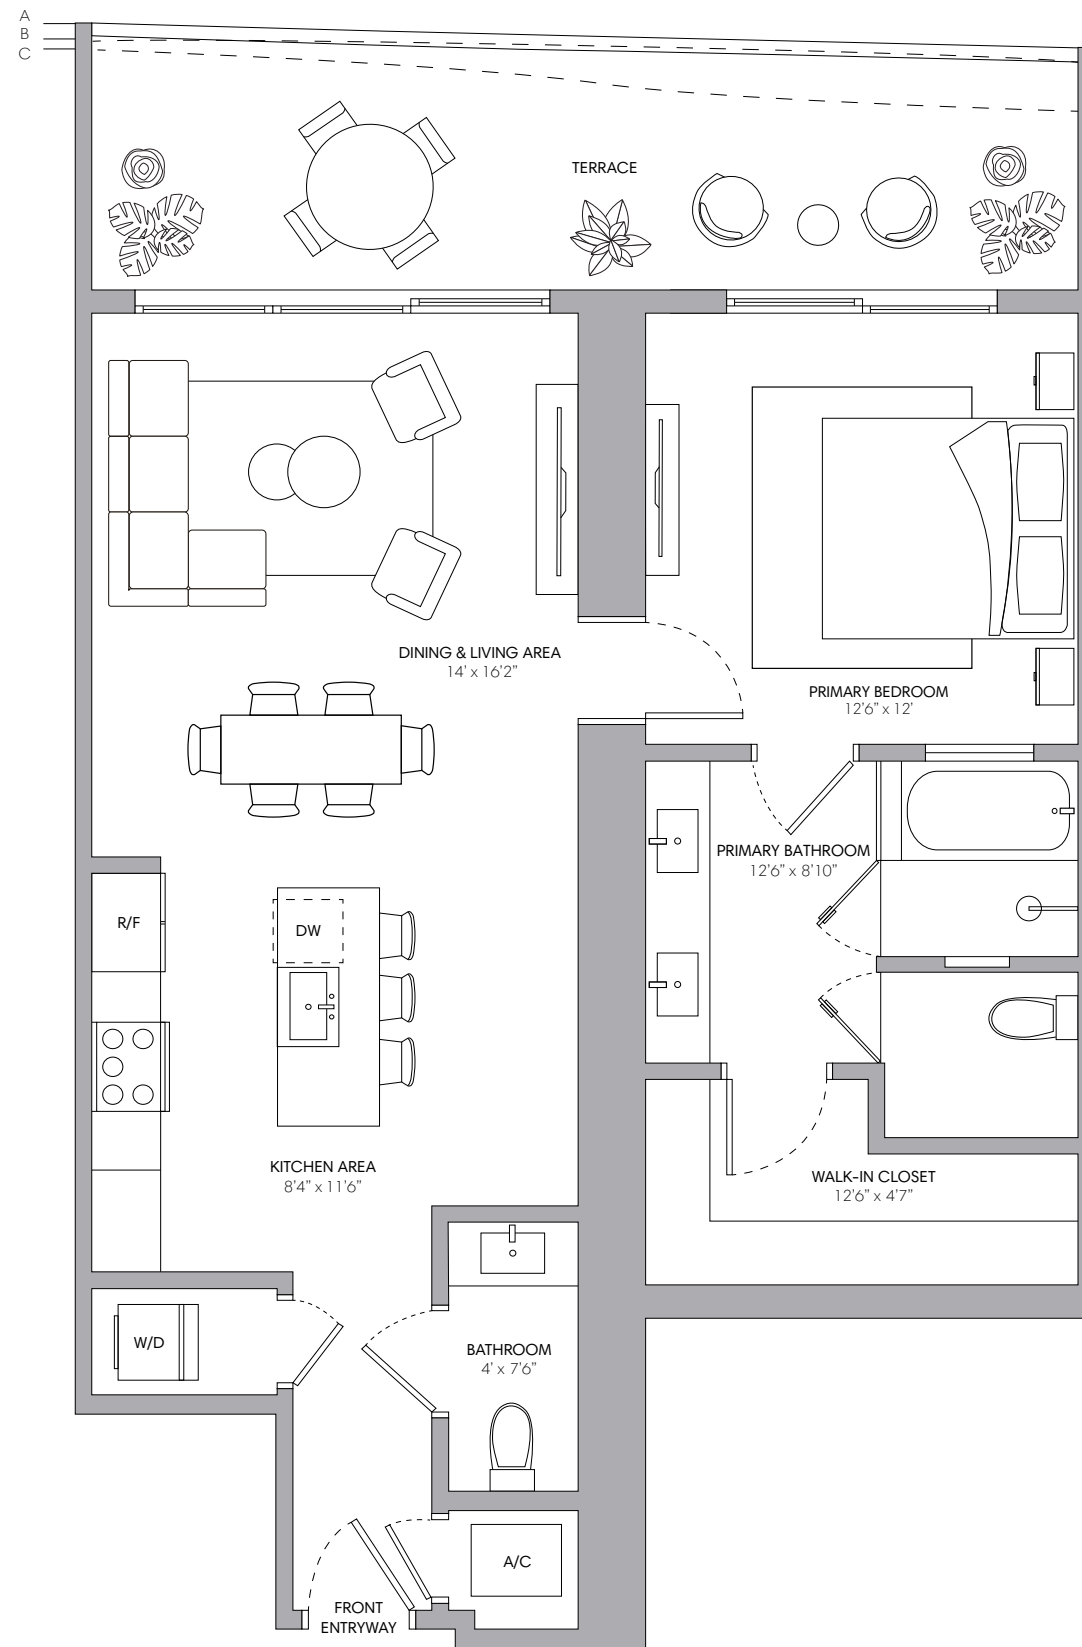 A
B
C
TERRACE
DINING & LIVING AREA
14' x 16'2"
PRIMARY BEDROOM
12'6" x 12'
PRIMARY BATHROOM
12'6" x 8'10"
R/F
DW
KITCHEN AREA
8'4" x 11'6"
WALK-IN CLOSET
12'6" x 4'7"
W/D
BATHROOM
4' x 7'6"
A/C
FRONT
ENTRYWAY